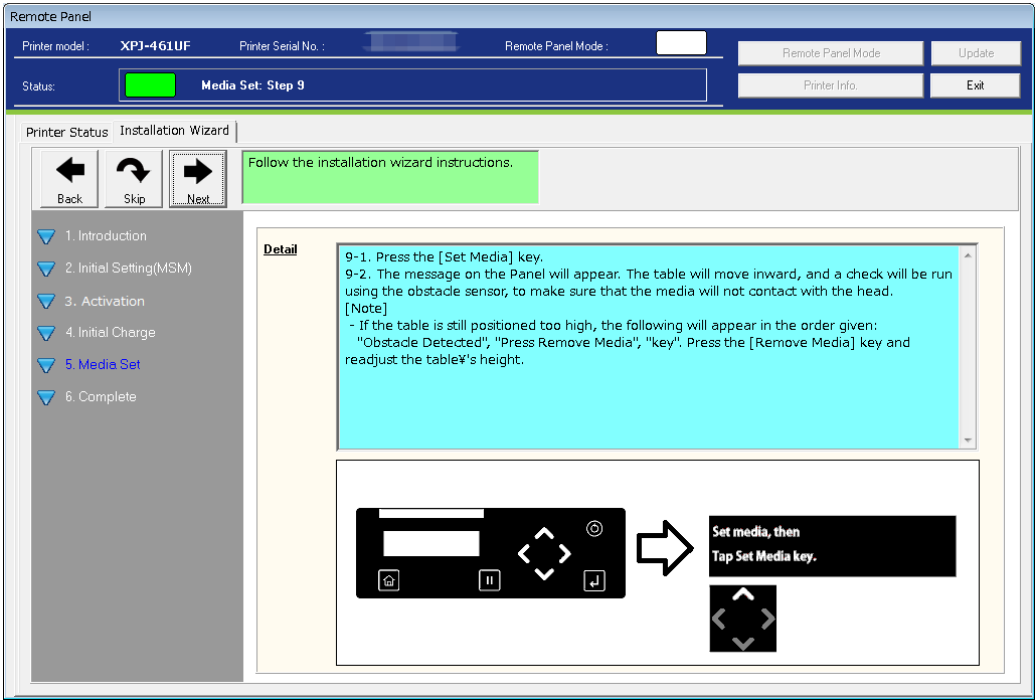 Remote Panel
Printer model : XPJ-461UF Printer Serial No. : Remote Panel Mode :
Remote Panel Mode Update
Status: Media Set: Step 9
Printer Info. Exit
Printer Status Installation Wizard
Back Skip Next
Follow the installation wizard instructions.
1. Introduction
2. Initial Setting(MSM)
3. Activation
4. Initial Charge
5. Media Set
6. Complete
Detail
9-1. Press the [Set Media] key.
9-2. The message on the Panel will appear. The table will move inward, and a check will be run
using the obstacle sensor, to make sure that the media will not contact with the head.
[Note]
- If the table is still positioned too high, the following will appear in the order given:
"Obstacle Detected", "Press Remove Media", "key". Press the [Remove Media] key and
readjust the table¥'s height.
Set media, then
Tap Set Media key.